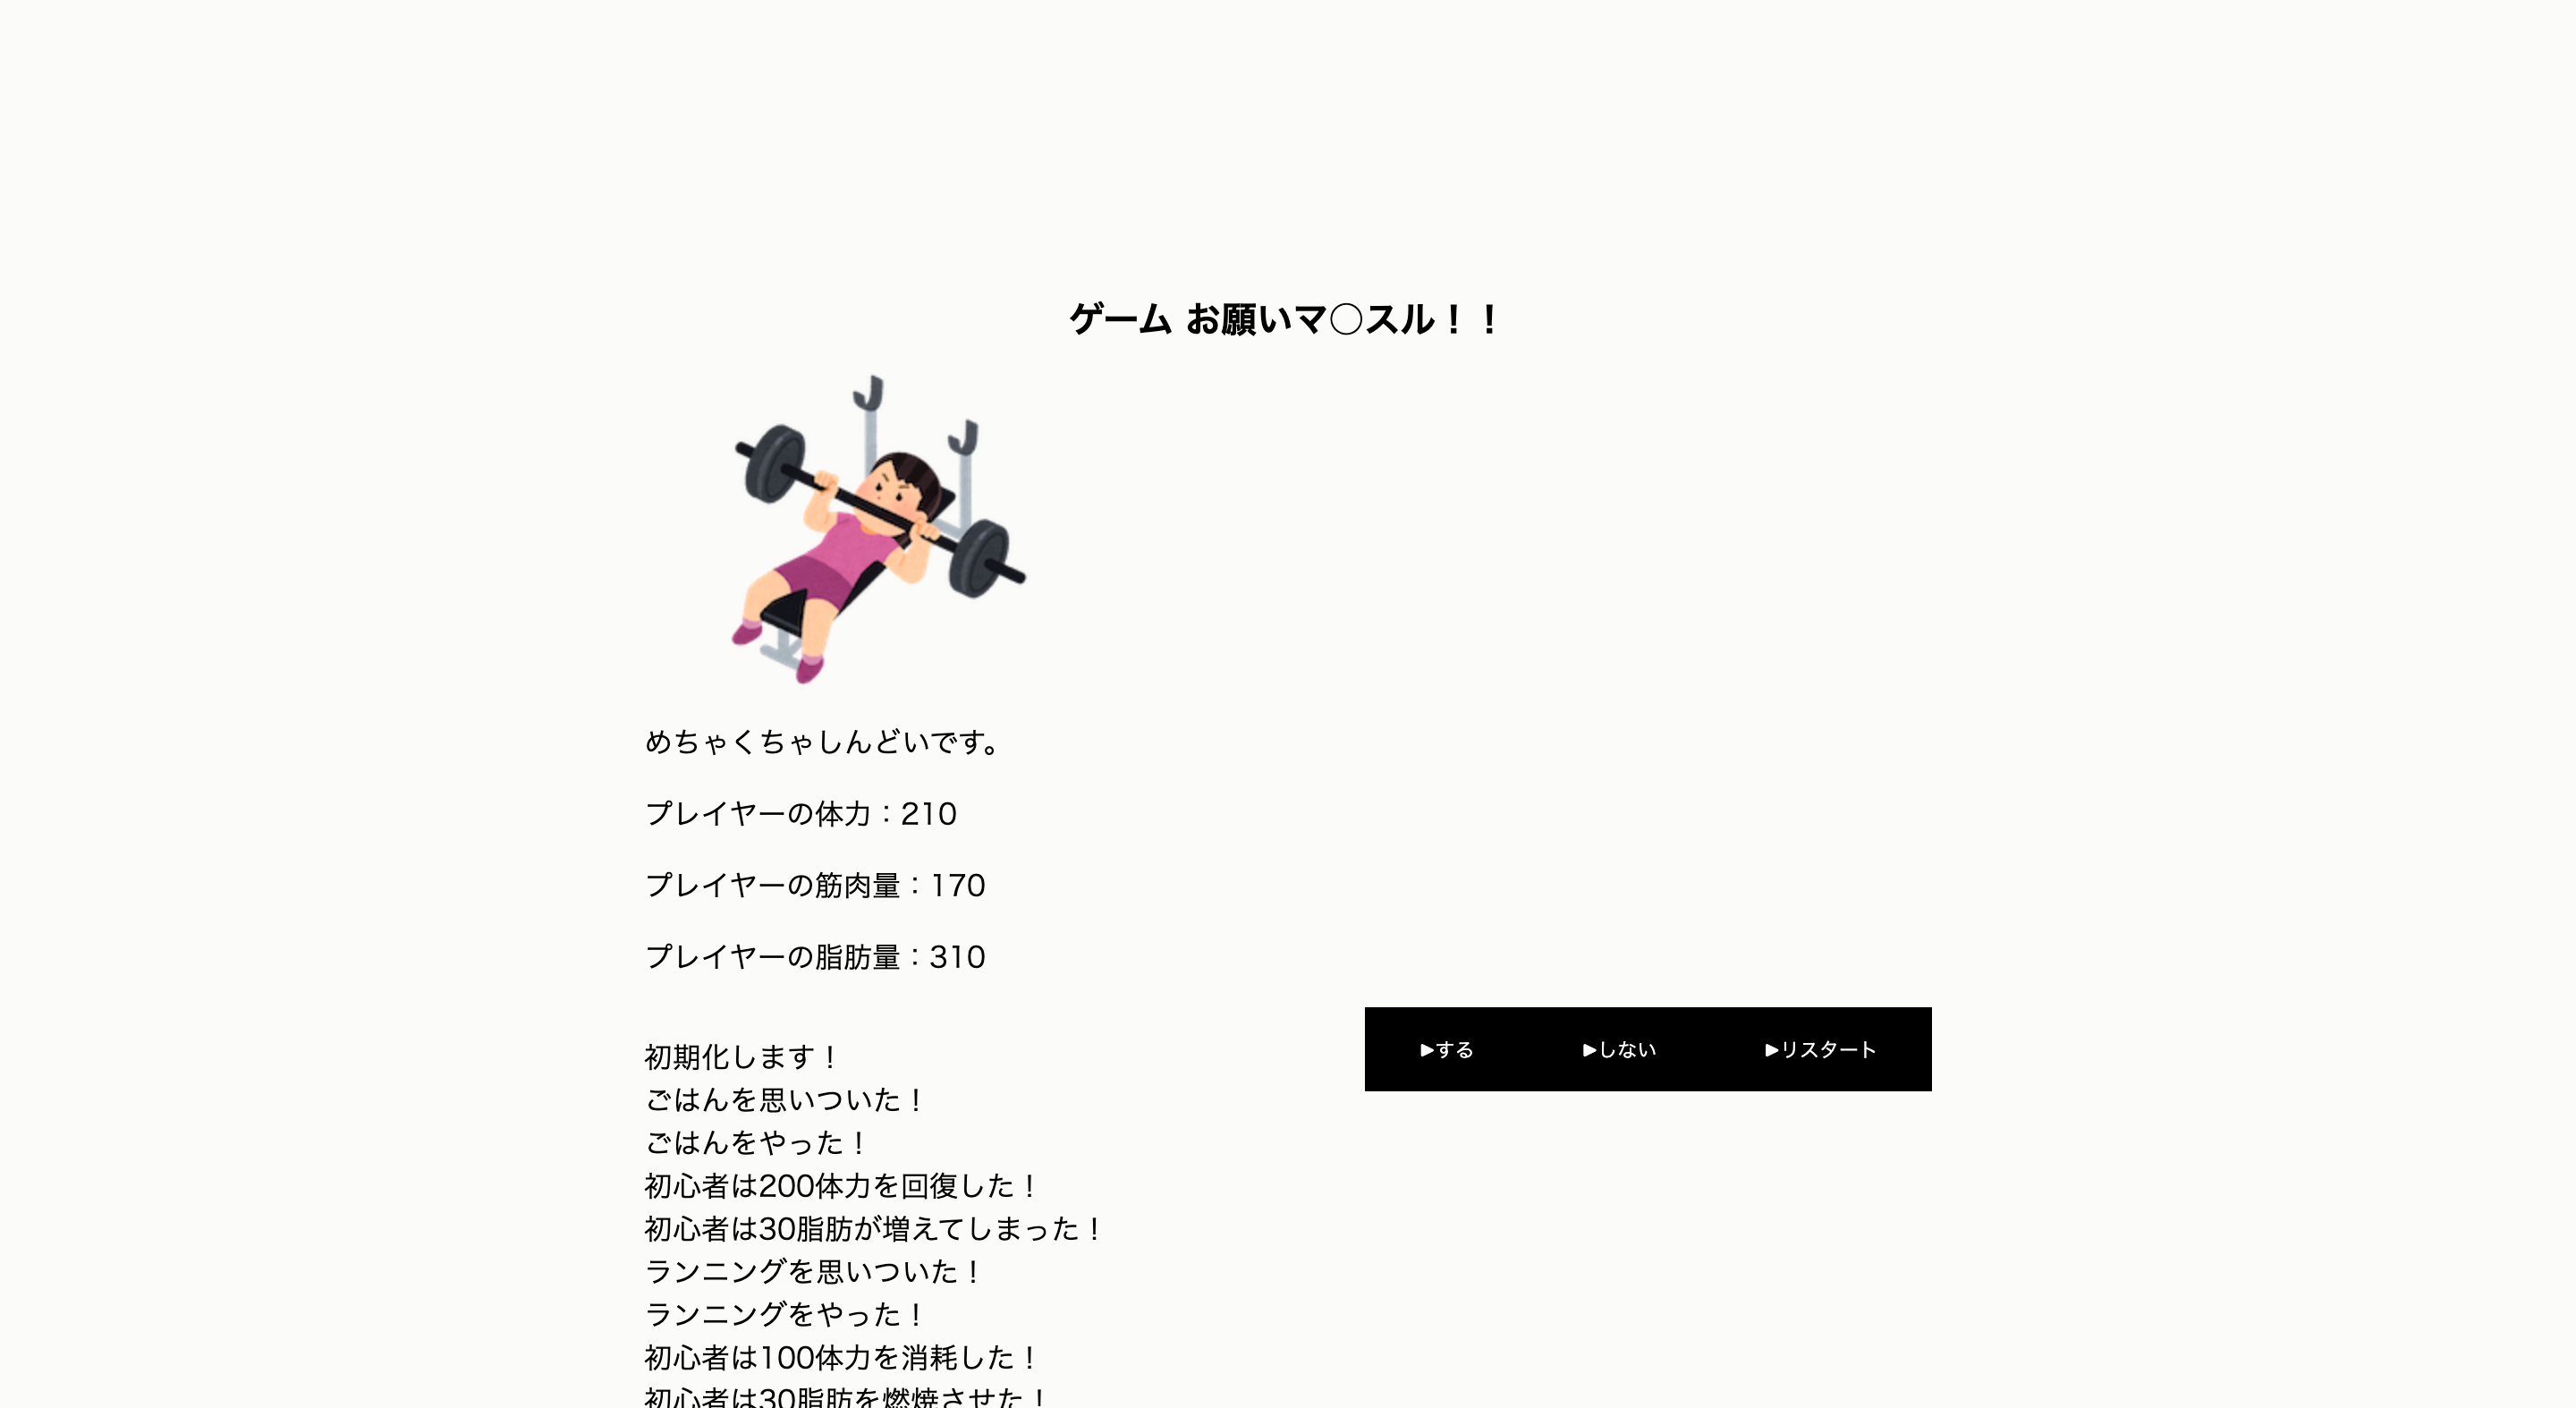 ゲーム お願いマ○スル！！
めちゃくちゃしんどいです。
プレイヤーの体力：210
プレイヤーの筋肉量：170
プレイヤーの脂肪量：310
▶する
▶しない
▶リスタート
初期化します！
ごはんを思いついた！
ごはんをやった！
初心者は200体力を回復した！
初心者は30脂肪が増えてしまった！
ランニングを思いついた！
ランニングをやった！
初心者は100体力を消耗した！
初心者は30脂肪を燃焼させた！